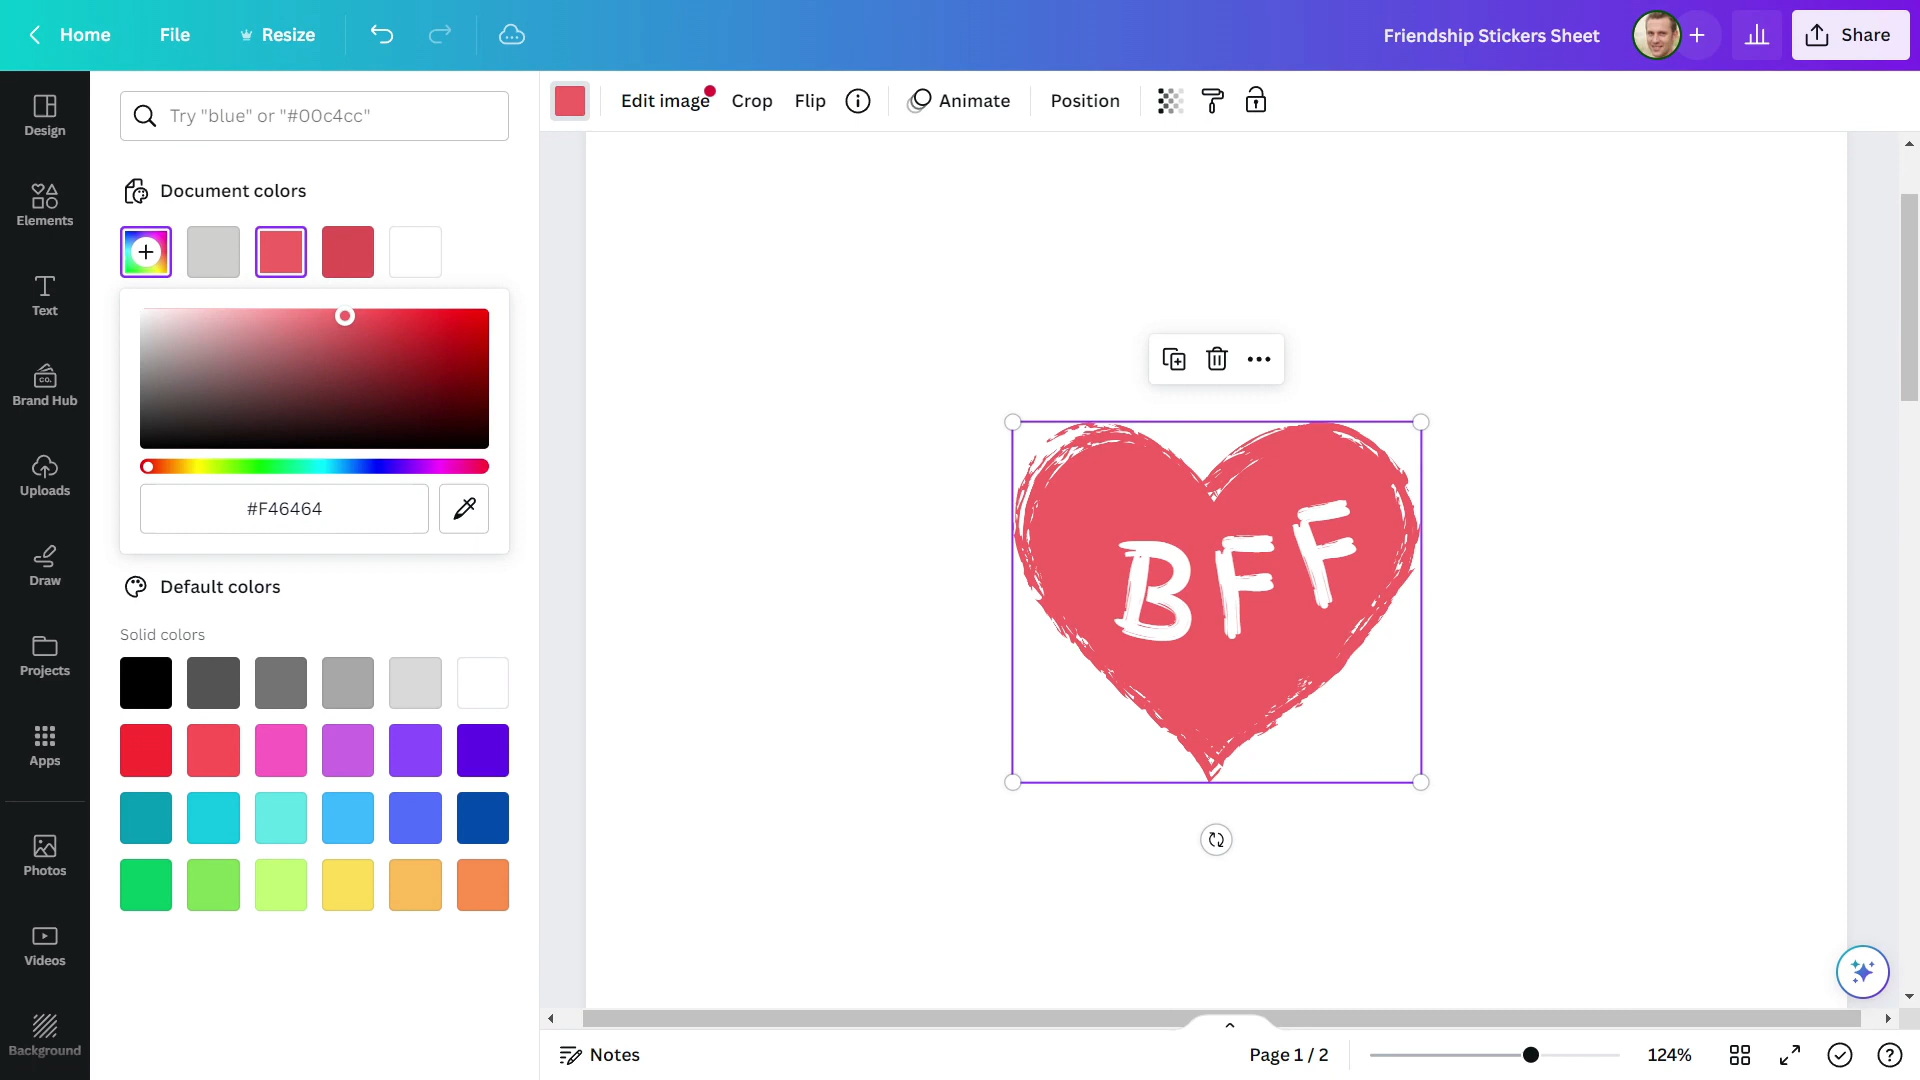 Home
File
Resize
Friendship Stickers Sheet
Share
Design
Elements
Text
CO.
Brand Hub
Uploads
Draw
Projects
Apps
Photos
Videos
Background
Try "blue" or "#00c4cc"
Document colors
#F46464
Default colors
Solid colors
Edit image
Crop
Flip
Animate
Position
BFF
Notes
Page 1 / 2
124%